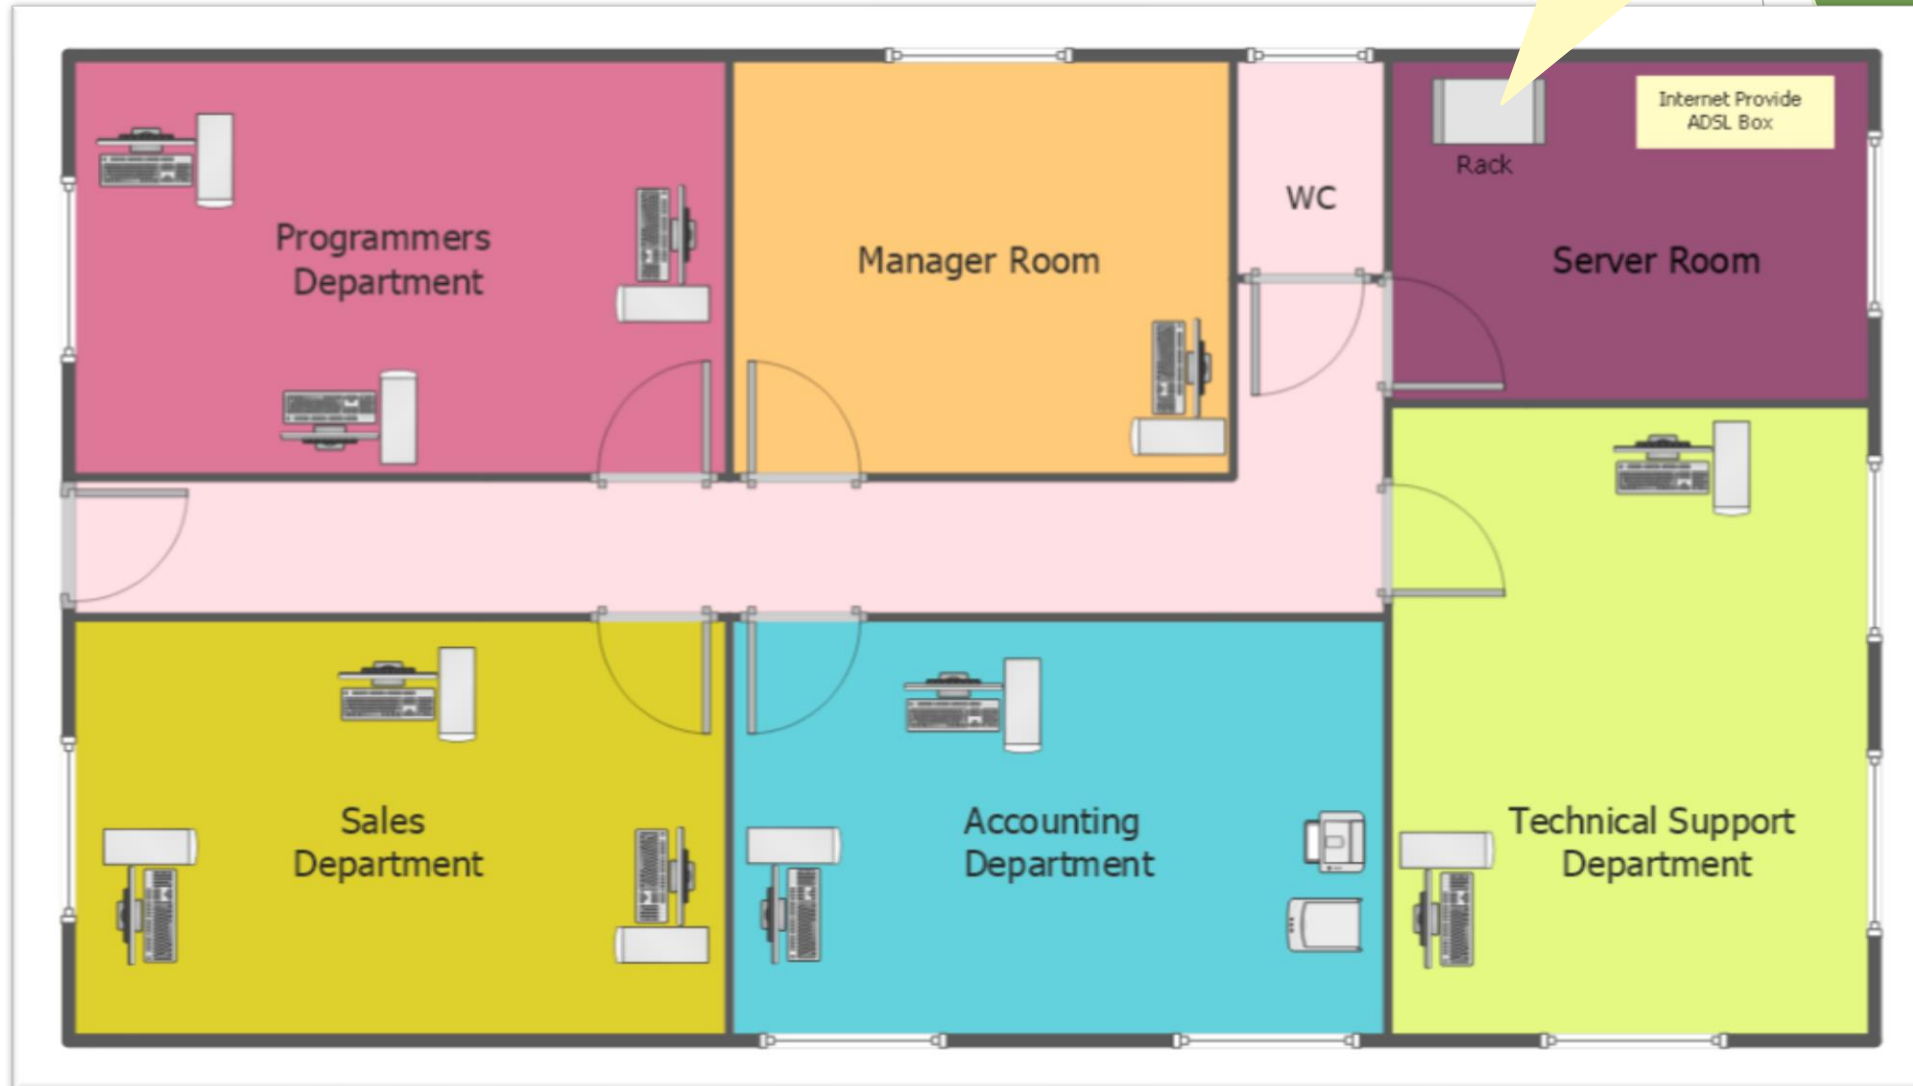 Programmers
Department
Manager Room
WC
Internet Provide
ADSL Box
Rack
Server Room
Sales
Department
Accounting
Department
Technical Support
Department